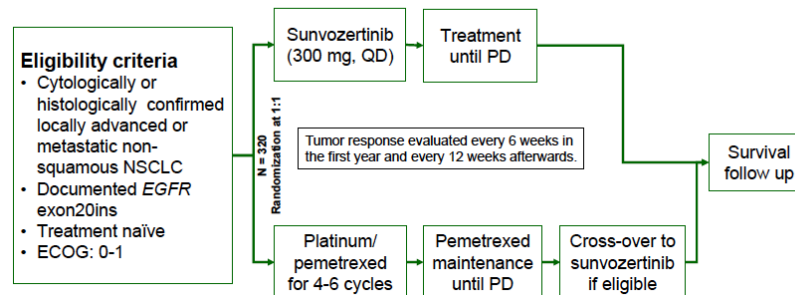 Eligibility criteria
• Cytologically or
histologically confirmed
locally advanced or
metastatic non-
squamous NSCLC
• Documented EGFR
exon20ins
• Treatment naïve
• ECOG: 0-1
N = 320
Randomization at 1:1
Sunvozertinib
(300 mg, QD)
Treatment
until PD
Tumor response evaluated every 6 weeks in
the first year and every 12 weeks afterwards.
Platinum/
pemetrexed
for 4-6 cycles
Pemetrexed
maintenance
until PD
Cross-over to
sunvozertinib
if eligible
Survival
follow up